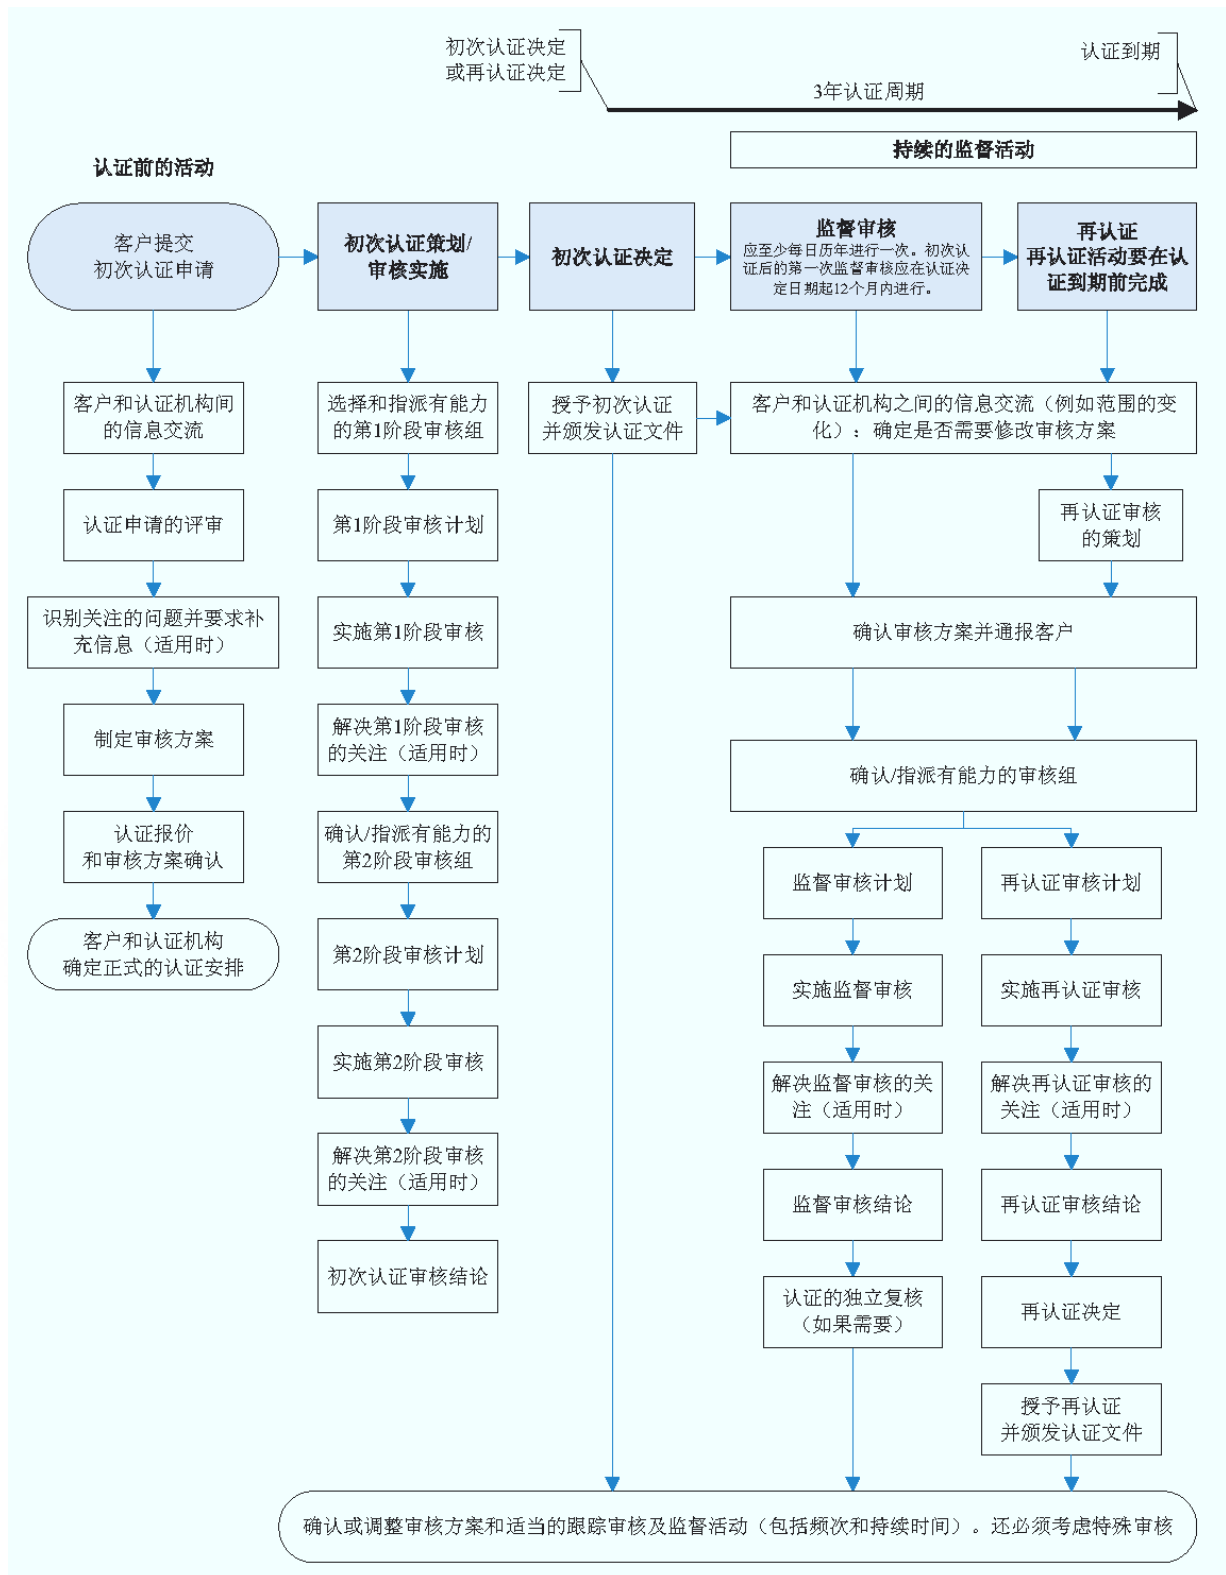 初次认证决定
或再认证决定
认证到期
3年认证周期
持续的监督活动
认证前的活动
客户提交
初次认证申请
初次认证策划/
审核实施
初次认证决定
监督审核
应至少每日历年进行一次。初次认
证后的第一次监督审核应在认证决
定日期起12个月内进行。
再认证
再认证活动要在认
证到期前完成
客户和认证机构间
的信息交流
选择和指派有能力
的第1阶段审核组
授予初次认证
并颁发认证文件
客户和认证机构之间的信息交流（例如范围的变
化）：确定是否需要修改审核方案
认证申请的评审
第1阶段审核计划
再认证审核
的策划
识别关注的问题并要求补
充信息（适用时）
实施第1阶段审核
确认审核方案并通报客户
制定审核方案
解决第1阶段审核
的关注（适用时）
确认/指派有能力的审核组
认证报价
和审核方案确认
确认/指派有能力的
第2阶段审核组
监督审核计划
再认证审核计划
客户和认证机构
确定正式的认证安排
第2阶段审核计划
实施监督审核
实施再认证审核
实施第2阶段审核
解决监督审核的关
注（适用时）
解决再认证审核的
关注（适用时）
解决第2阶段审核
的关注（适用时）
监督审核结论
再认证审核结论
初次认证审核结论
认证的独立复核
（如果需要）
再认证决定
授予再认证
并颁发认证文件
确认或调整审核方案和适当的跟踪审核及监督活动（包括频次和持续时间）。还必须考虑特殊审核